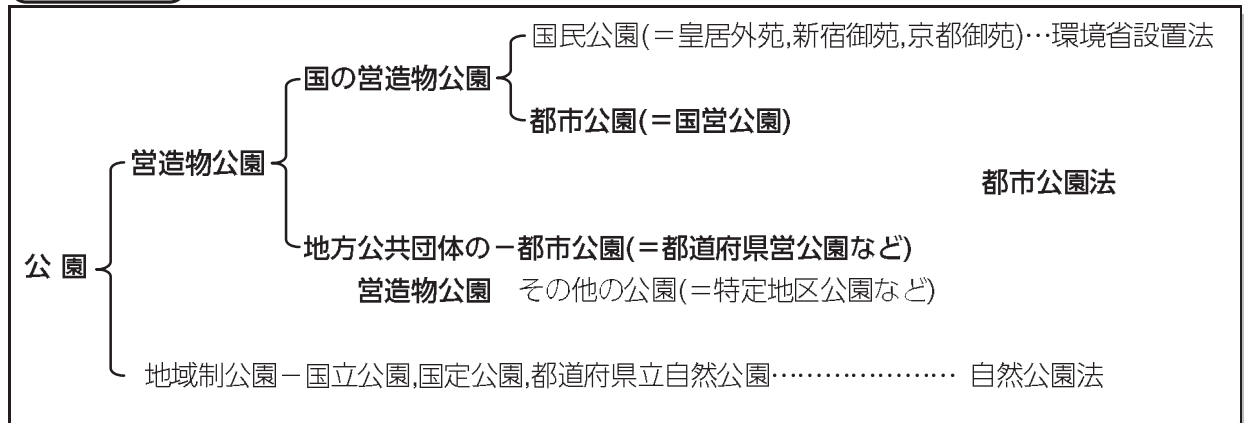 国民公園(＝皇居外苑,新宿御苑,京都御苑)…環境省設置法
国の営造物公園
都市公園(＝国営公園)
営造物公園
都市公園法
地方公共団体の－都市公園(＝都道府県営公園など)
公 園
営造物公園 その他の公園(＝特定地区公園など)
地域制公園－国立公園,国定公園,都道府県立自然公園………………… 自然公園法